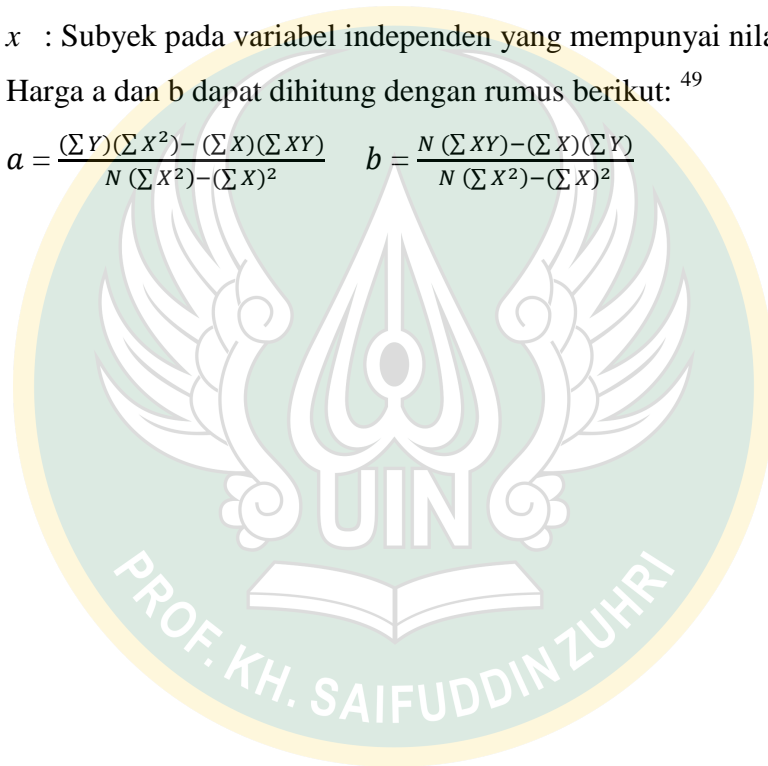 x : Subyek pada variabel independen yang mempunyai
Harga a dan b dapat dihitung dengan rumus berikut: ⁴⁹
a = (∑ Y)(∑ X²)− (∑ X)(∑ XY) / N (∑ X²)−(∑ X)² b = N (∑ XY)−(∑ X)(∑ Y) / N (∑ X²)−(∑ X)²
UIN
PROF. KH. SAIFUDDIN ZUHRI